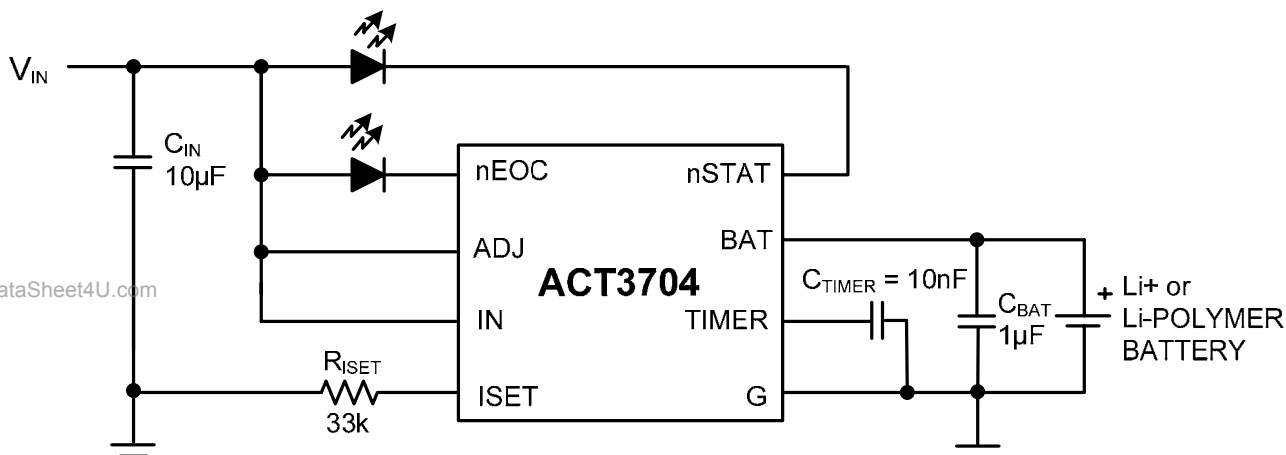 VIN
CIN
10µF
nEOC
nSTAT
ADJ
BAT
ACT3704
CTIMER = 10nF
+ Li+ or
Li-POLYMER
BATTERY
CBAT
1µF
IN
TIMER
RISET
33k
ISET
G
ataSheet4U.com